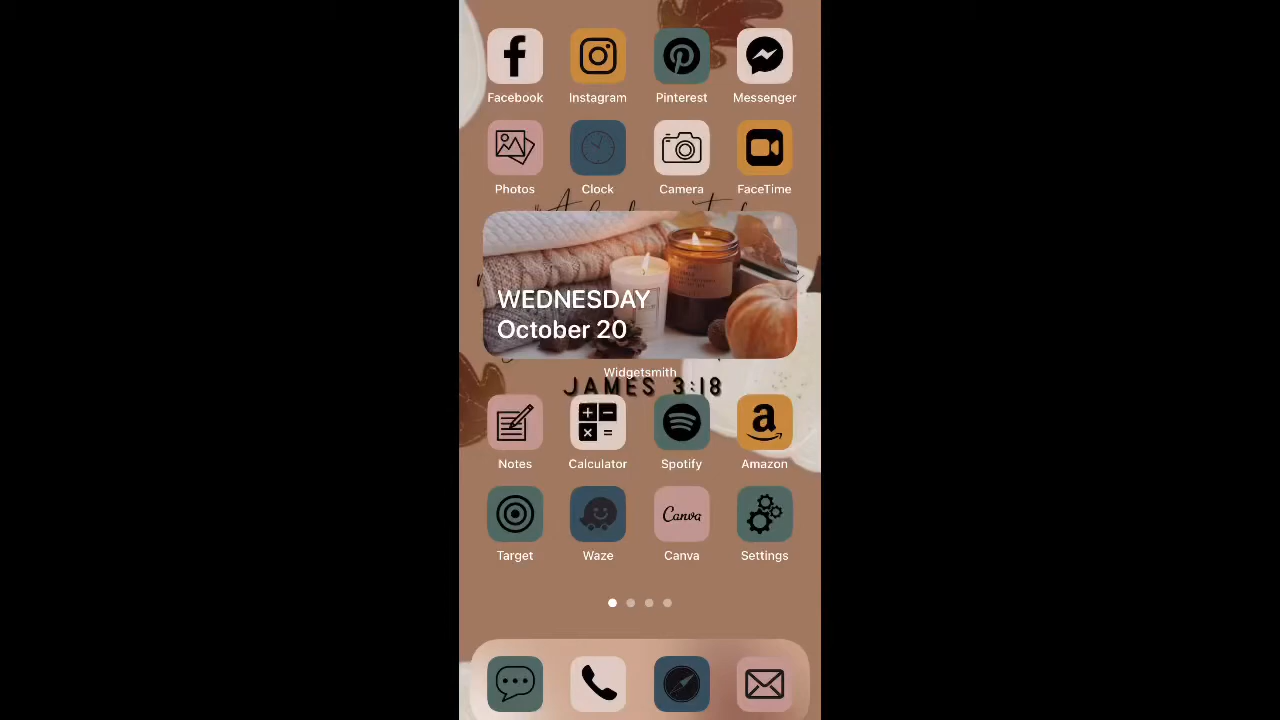 Facebook Instagram Pinterest Messenger
Photos Clock Camera FaceTime
WEDNESDAY
October 20
Widgetsmith
JAMES 3:18
Notes Calculator Spotify Amazon
Canva
Target Waze Canva Settings